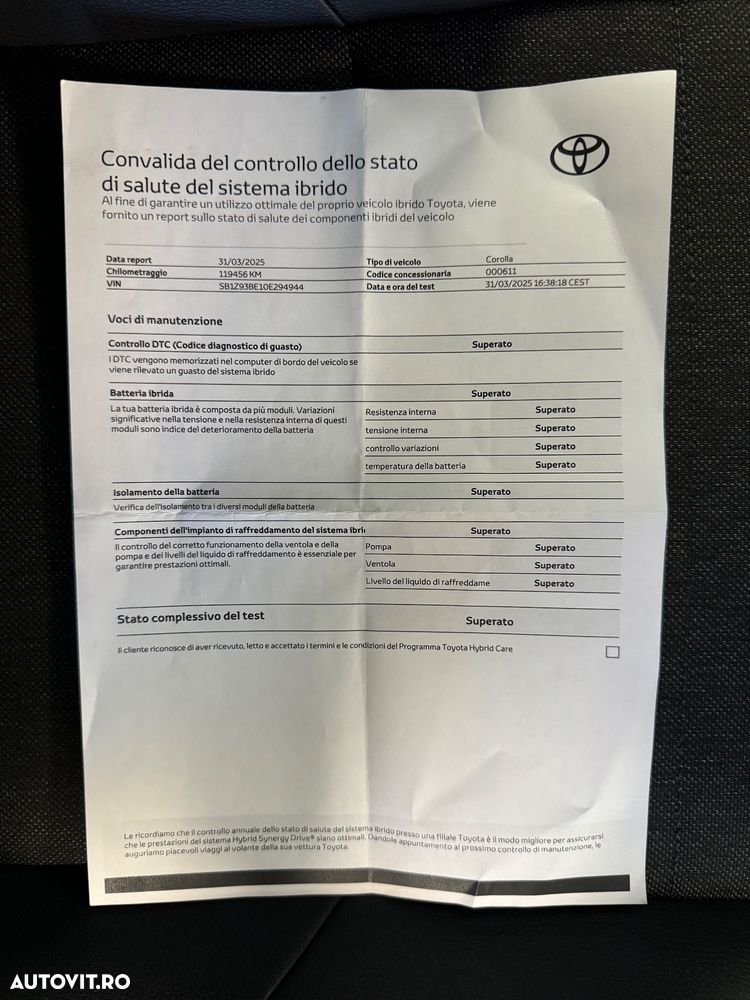 Convalida del controllo dello stato
di salute del sistema ibrido
Al fine di garantire un utilizzo ottimale del proprio veicolo ibrido Toyota, viene
fornito un report sullo stato di salute dei componenti ibridi del veicolo
Data report 31/03/2025 Tipo di veicolo Corolla
Chilometraggio 119456 KM Codice concessionaria 000611
VIN SB1Z93BE10E294944 Data e ora del test 31/03/2025 16:38:18 CEST
Voci di manutenzione
Controllo DTC (Codice diagnostico di guasto) Superato
I DTC vengono memorizzati nel computer di bordo del veicolo se
viene rilevato un guasto del sistema ibrido
Batteria ibrida Superato
La tua batteria ibrida è composta da più moduli. Variazioni
significative nella tensione e nella resistenza interna di questi
moduli sono indice del deterioramento della batteria
Resistenza interna Superato
tensione interna Superato
controllo variazioni Superato
temperatura della batteria Superato
Isolamento della batteria Superato
Verifica dell'isolamento tra i diversi moduli della batteria
Componenti dell'impianto di raffreddamento del sistema ibri Superato
Il controllo del corretto funzionamento della ventola e della
pompa e dei livelli del liquido di raffreddamento è essenziale per
garantire prestazioni ottimali.
Pompa Superato
Ventola Superato
Livello del liquido di raffreddame Superato
Stato complessivo del test Superato
Il cliente riconosce di aver ricevuto, letto e accettato i termini e le condizioni del Programma Toyota Hybrid Care
Le ricordiamo che il controllo annuale dello stato di salute del sistema ibrido presso una filiale Toyota è il modo migliore per assicurarsi
che le prestazioni del sistema Hybrid Synergy Drive® siano ottimali. Dandole appuntamento al prossimo controllo di manutenzione, le
auguriamo piacevoli viaggi al volante della sua vettura Toyota.
AUTOVIT.RO